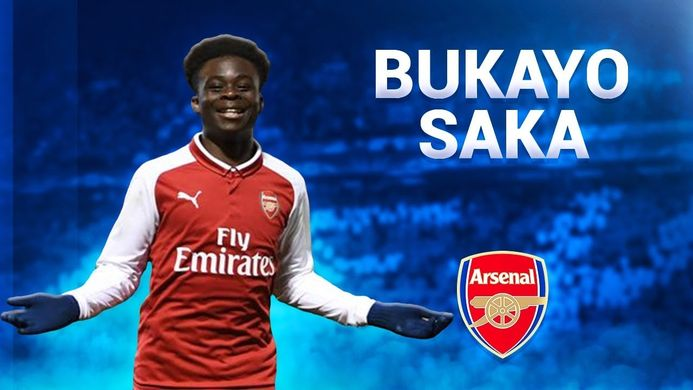 BUKAYO
SAKA
Fly
Emirates
Arsenal